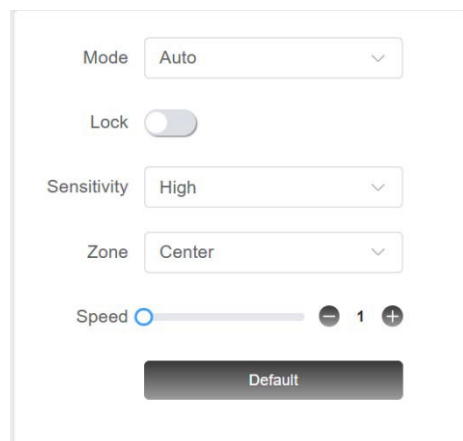 Mode Auto
Lock
Sensitivity High
Zone Center
Speed 1
Default